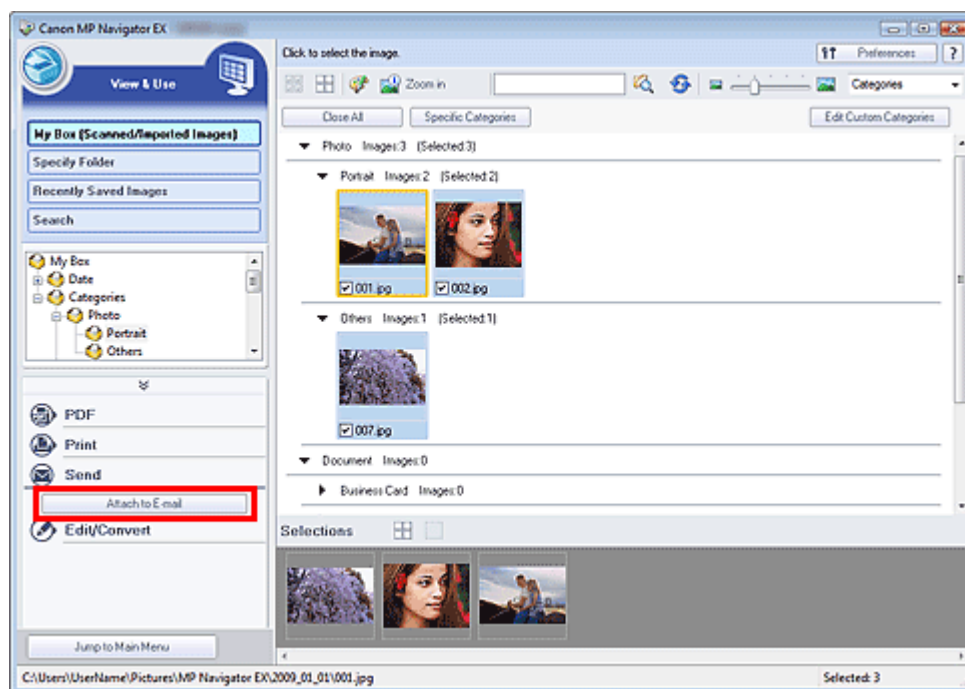 Canon MP Navigator EX
View & Use
Click to select the image.
Preferences
?
Zoom in
Categories
Close All
Specific Categories
Edit Custom Categories
My Box (Scanned/Imported Images)
Specify Folder
Recently Saved Images
Search
My Box
Date
Categories
Photo
Portrait
Others
PDF
Print
Send
Attach to E-mail
Edit/Convert
Jump to Main Menu
Photo Images:3 (Selected:3)
Portrait Images:2 (Selected:2)
001.jpg 002.jpg
Others Images:1 (Selected:1)
007.jpg
Document Images:0
Business Card Images:0
Selections
C:\Users\UserName\Pictures\MP Navigator EX\2009_01_01\001.jpg
Selected: 3